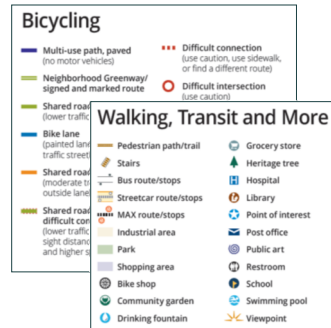 Bicycling
Multi-use path, paved
(no motor vehicles)
Neighborhood Greenway/
signed and marked route
Shared road
(lower traffic
Bike lane
(painted lane
traffic street
Shared road
(moderate
outside lane
Shared road
difficult
(lower traffic
sight distance
and higher
Difficult connection
(use caution, use sidewalk,
or find a different route)
Difficult intersection
(use caution)
Walking, Transit and More
Pedestrian path/trail
Stairs
Bus route/stops
Streetcar route/stops
MAX route/stops
Industrial area
Park
Shopping area
Bike shop
Community garden
Drinking fountain
Grocery store
Heritage tree
Hospital
Library
Point of interest
Post office
Public art
Restroom
School
Swimming pool
Viewpoint